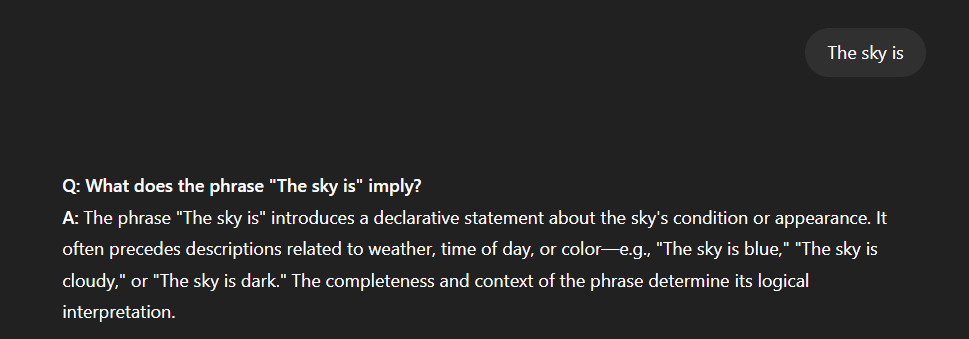 The sky is
Q: What does the phrase "The sky is" imply?
A: The phrase "The sky is" introduces a declarative statement about the sky's condition or appearance. It
often precedes descriptions related to weather, time of day, or color—e.g., "The sky is blue," "The sky is
cloudy," or "The sky is dark." The completeness and context of the phrase determine its logical
interpretation.